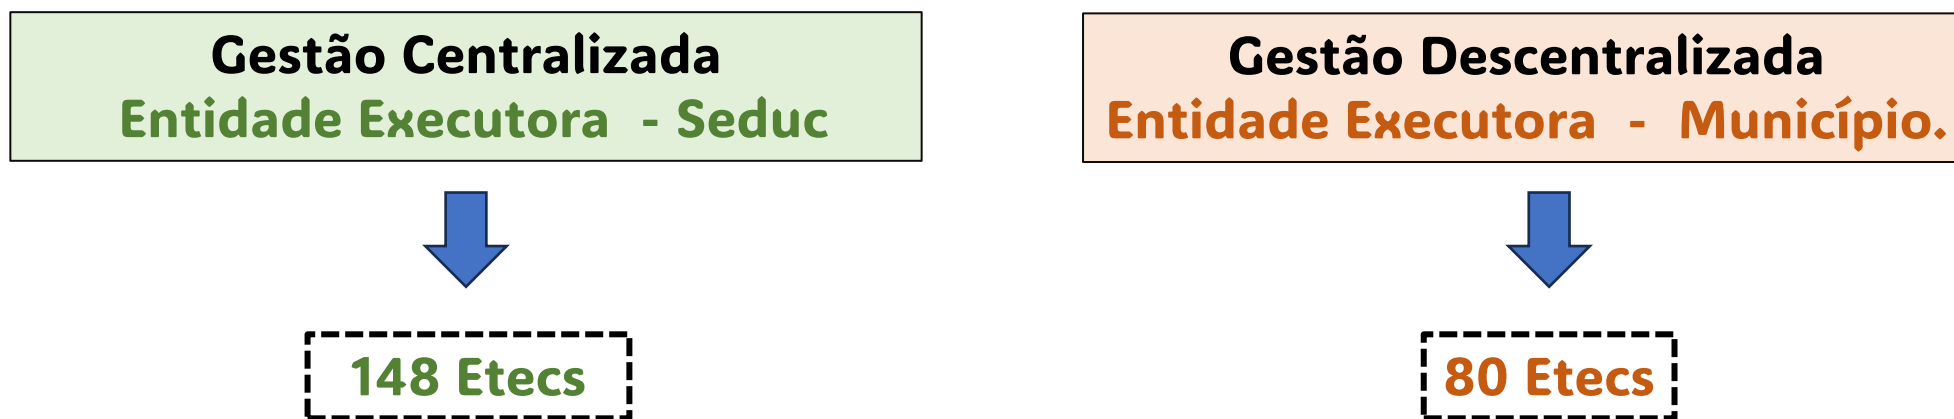 Gestão Centralizada
Entidade Executora - Seduc
148 Etecs
Gestão Descentralizada
Entidade Executora - Município.
80 Etecs